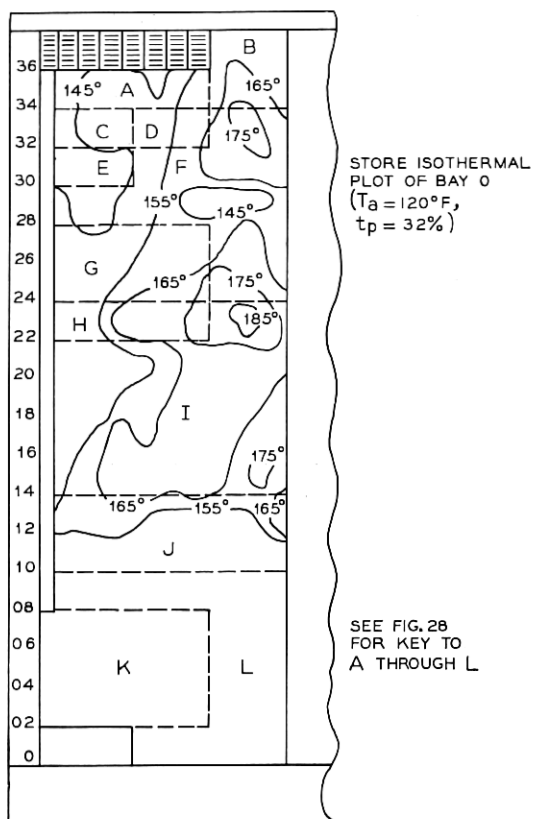 B
36
A
165°
145°
34
175°
C D
32
E F
30
155°
145°
28
26
G
165° 175°
24
H 185°
22
20
18
I
16
175°
14
165° 155° 165°
12
J
10
08
06
K L
04
02
0
STORE ISOTHERMAL
PLOT OF BAY 0
(Ta = 120°F,
tp = 32%)
SEE FIG. 28
FOR KEY TO
A THROUGH L